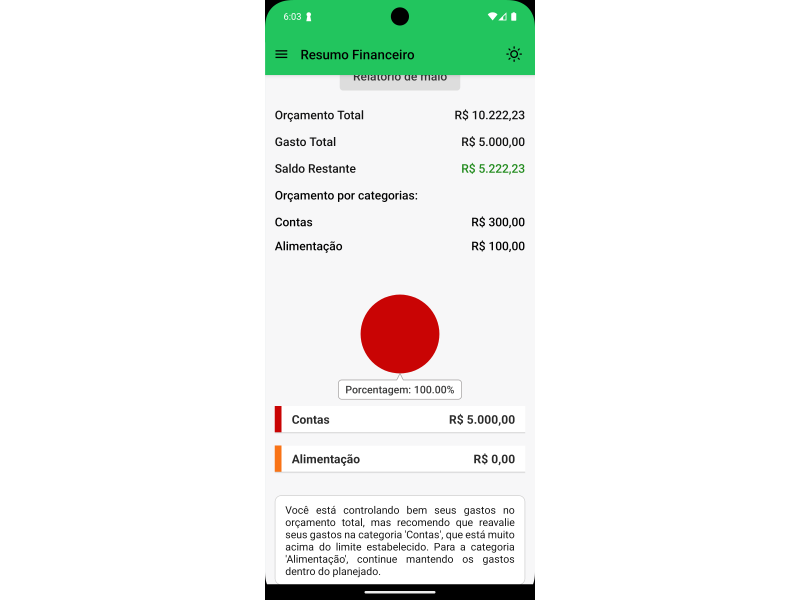 6:03
Resumo Financeiro
Relatório de maio
Orçamento Total R$ 10.222,23
Gasto Total R$ 5.000,00
Saldo Restante R$ 5.222,23
Orçamento por categorias:
Contas R$ 300,00
Alimentação R$ 100,00
Porcentagem: 100.00%
Contas R$ 5.000,00
Alimentação R$ 0,00
Você está controlando bem seus gastos no
orçamento total, mas recomendo que reavalie
seus gastos na categoria 'Contas', que está muito
acima do limite estabelecido. Para a categoria
'Alimentação', continue mantendo os gastos
dentro do planejado.